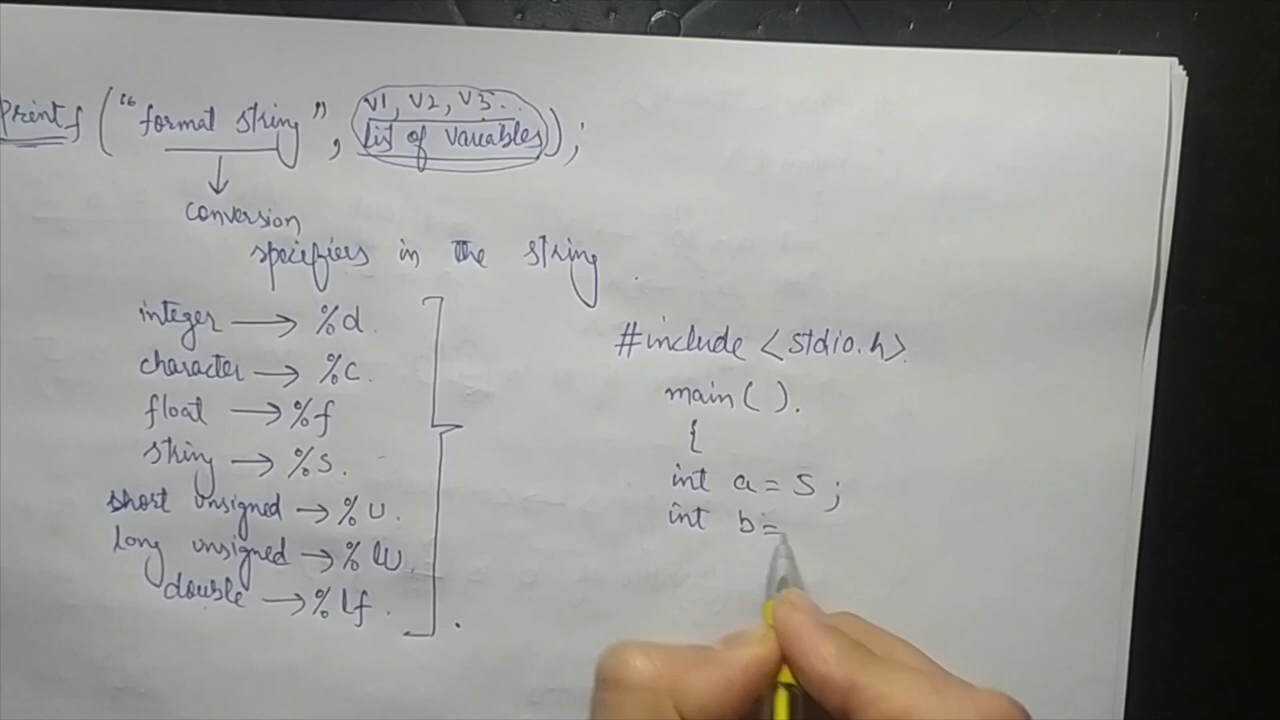 printf ("format string", v1, v2, v3..
list of variables);
conversion
specifiers in the string.
integer → %d.
character → %c.
float → %f
string → %s.
short unsigned → %u.
long unsigned → %lu.
double → %lf.
#include <stdio.h>.
main( ).
{
int a = 5;
int b =